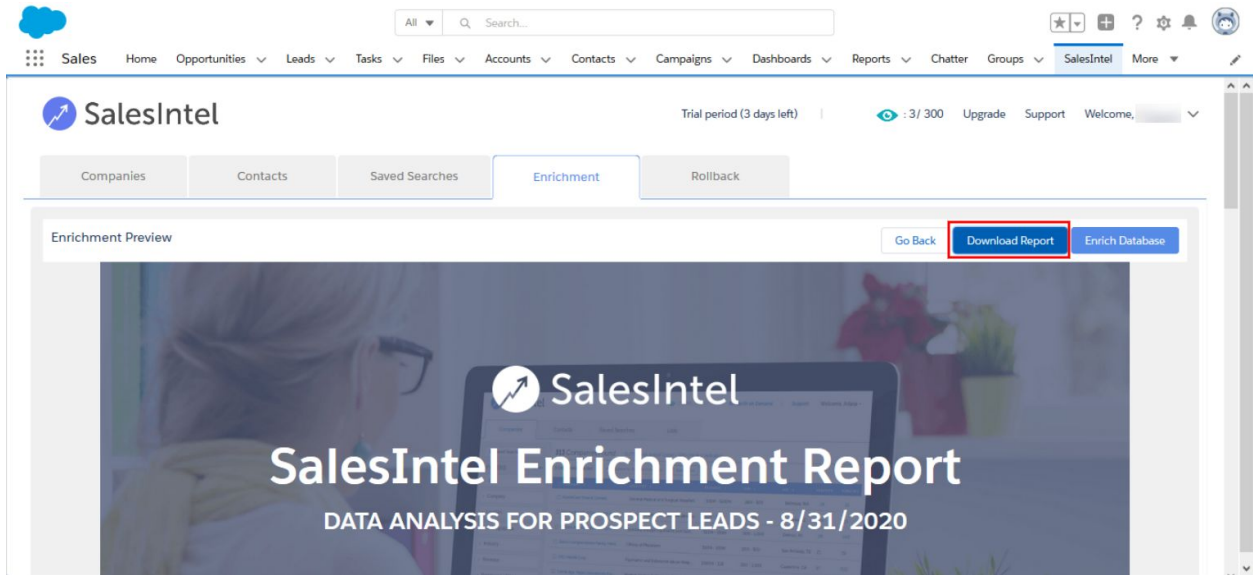 All Search...
Sales Home Opportunities Leads Tasks Files Accounts Contacts Campaigns Dashboards Reports Chatter Groups SalesIntel More
SalesIntel Trial period (3 days left) : 3/ 300 Upgrade Support Welcome,
Companies Contacts Saved Searches Enrichment Rollback
Enrichment Preview Go Back Download Report Enrich Database
SalesIntel
SalesIntel Enrichment Report
DATA ANALYSIS FOR PROSPECT LEADS - 8/31/2020